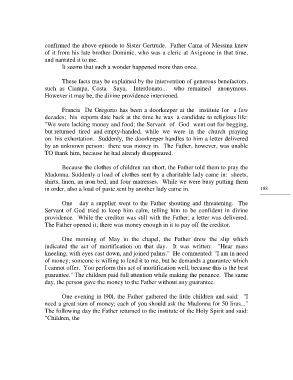 confirmed the above episode to Sister Gertrude. Father Cama of Messina knew
of it from his late brother Dominic, who was a cleric at Avignone in that time,
and narrated it to me.
It seems that such a wonder happened more than once.
These facts may be explained by the intervention of generous benefactors,
such as Ciampa, Costa Saya, Interdonato... who remained anonymous.
However it may be, the divine providence intervened.
Francis De Gregorio has been a doorkeeper at the institute for a few
decades; his reports date back at the time he was a candidate to religious life:
"We were lacking money and food; the Servant of God went out for begging,
but returned tired and empty-handed, while we were in the church praying
on his exhortation. Suddenly, the doorkeeper handles to him a letter delivered
by an unknown person: there was money in. The Father, however, was unable
TO thank him, because he had already disappeared.
Because the clothes of children ran short, the Father told them to pray the
Madonna. Suddenly a load of clothes sent by a charitable lady came in: sheets,
shirts, linen, an iron bed, and four mattresses. While we were busy putting them
in order, also a load of pasta sent by another lady came in.
188
One day a supplier went to the Father shouting and threatening. The
Servant of God tried to keep him calm, telling him to be confident in divine
providence. While the creditor was still with the Father, a letter was delivered.
The Father opened it; there was money enough in it to pay off the creditor.
One morning of May in the chapel, the Father drew the slip which
indicated the act of mortification on that day. It was written: "Hear mass
kneeling, with eyes cast down, and joined palms." He commented: "I am in need
of money; someone is willing to lend it to me, but he demands a guarantee which
I cannot offer. You perform this act of mortification well, because this is the best
guarantee." The children paid full attention while making the penance. The same
day, the person gave the money to the Father without any guarantee.
One evening in 1901, the Father gathered the little children and said: "I
need a great sum of money; each of you should ask the Madonna for 50 liras..."
The following day the Father returned to the institute of the Holy Spirit and said:
"Children, the